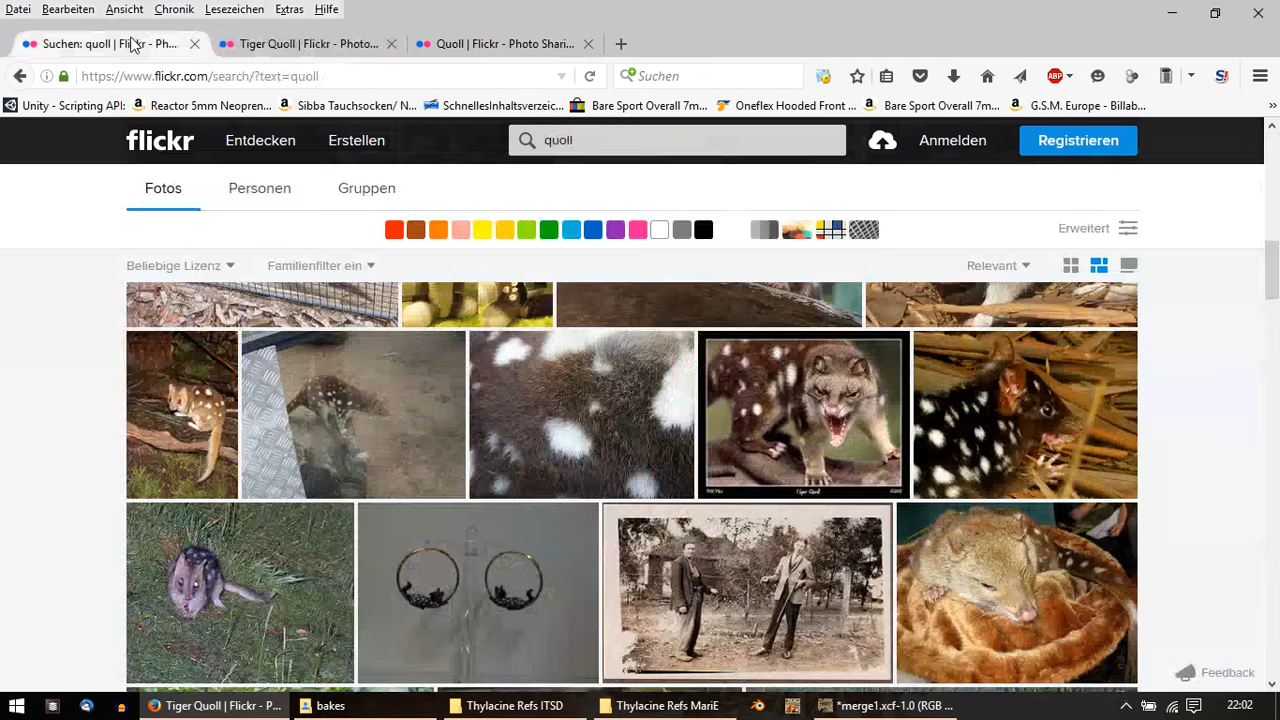 Datei Bearbeiten Ansicht Chronik Lesezeichen Extras Hilfe
Suchen: quoll | Flickr - Ph... Tiger Quoll | Flickr - Photo... Quoll | Flickr - Photo Shari...
https://www.flickr.com/search/?text=quoll Suchen
Unity - Scripting API: Reactor 5mm Neopren... Sibba Tauchsocken/ N... SchnellesInhaltsverzeic... Bare Sport Overall 7m... Oneflex Hooded Front ... Bare Sport Overall 7m... G.S.M. Europe - Billab...
flickr Entdecken Erstellen quoll Anmelden Registrieren
Fotos Personen Gruppen
Erweitert
Beliebige Lizenz Familienfilter ein Relevant
Tiger Quoll
Feedback
Tiger Quoll | Flickr - P... bakes Thylacine Refs ITSD Thylacine Refs MariE *merge1.xcf-1.0 (RGB ... 22:02